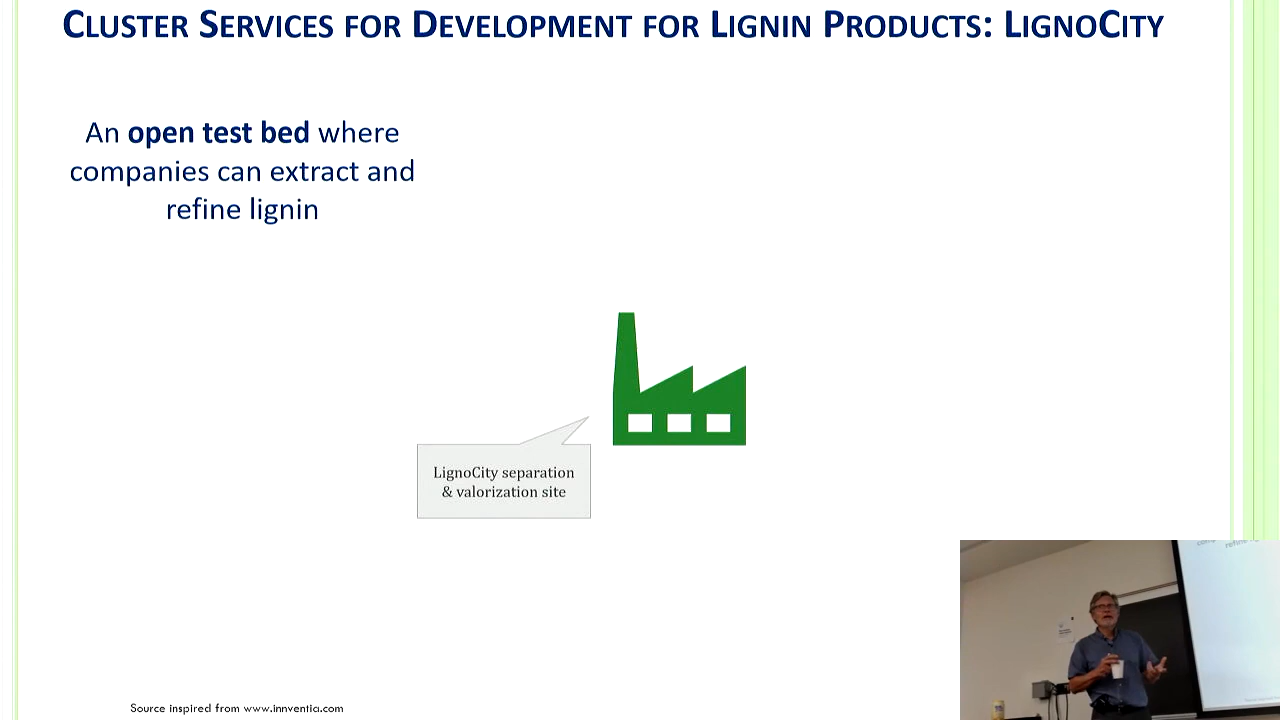 CLUSTER SERVICES FOR DEVELOPMENT FOR LIGNIN PRODUCTS: LIGNOCITY
An open test bed where
companies can extract and
refine lignin
LignoCity separation
& valorization site
Source inspired from www.innventia.com